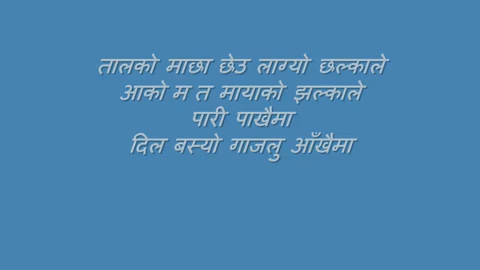 तालको माछा छेउ लाग्यो छल्काले
आको म त मायाको झल्काले
पारी पाखैमा
दिल बस्यो गाजलु आँखैमा